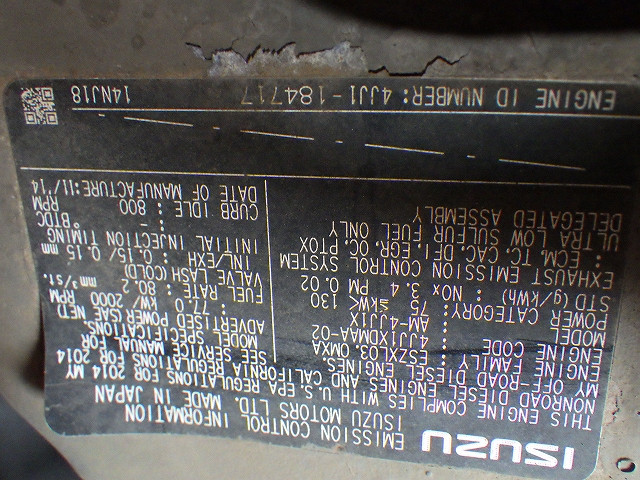 ISUZU
EMISSION CONTROL INFORMATION
ISUZU MOTORS LTD. MADE IN JAPAN
THIS ENGINE COMPLIES WITH U.S. EPA REGULATIONS FOR 2014 MY
NONROAD DIESEL ENGINES AND CALIFORNIA REGULATIONS FOR 2014
MY OFF-ROAD DIESEL ENGINES.
ENGINE FAMILY : ESZXL03.0MXA
ENGINE CODE : 4JJ1XDMAA-02
MODEL : AM-4JJ1X
POWER CATEGORY : 75 ≤kW< 130
STD (g/kWh) : NOx 3.4 PM 0.02
EXHAUST EMISSION CONTROL SYSTEM
: ECM, TC, CAC, DFI, EGR, OC, PTOX
ULTRA LOW SULFUR FUEL ONLY
DELEGATED ASSEMBLY
SEE SERVICE MANUAL FOR
MODEL SPECIFICATIONS.
ADVERTISED POWER (SAE NET)
77.0 kW/ 2000 RPM
FUEL RATE: 80.2 mm³/st.
VALVE LASH (COLD)
INL/EXH 0.15/ 0.15 mm
INITIAL INJECTION TIMING
- °BTDC
CURB IDLE 800 RPM
DATE OF MANUFACTURE:11/'14
ENGINE ID NUMBER: 4JJ1-184717 14NJ18